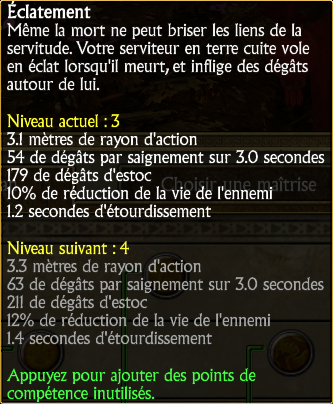 Éclatement
Même la mort ne peut briser les liens de la
servitude. Votre serviteur en terre cuite vole
en éclat lorsqu'il meurt, et inflige des dégâts
autour de lui.
Niveau actuel : 3
3.1 mètres de rayon d'action
54 de dégâts par saignement sur 3.0 secondes
179 de dégâts d'estoc
10% de réduction de la vie de l'ennemi
1.2 secondes d'étourdissement
Choisir une maîtrise
Niveau suivant : 4
3.3 mètres de rayon d'action
63 de dégâts par saignement sur 3.0 secondes
211 de dégâts d'estoc
12% de réduction de la vie de l'ennemi
1.4 secondes d'étourdissement
Appuyez pour ajouter des points de
compétence inutilisés.